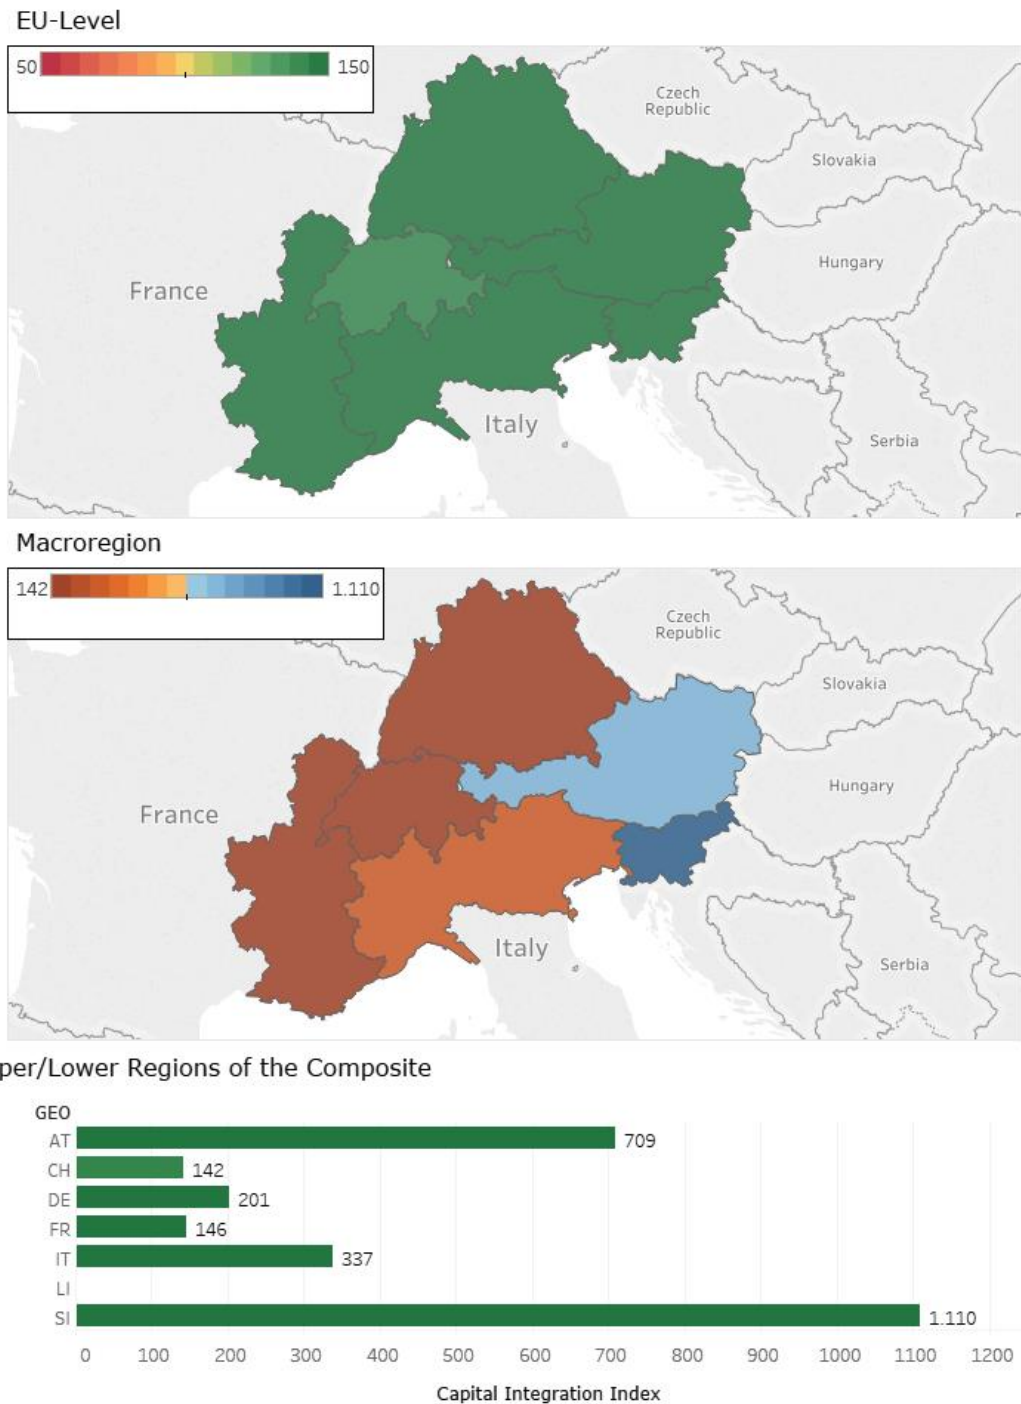 EU-Level
50 150
Czech
Republic
Slovakia
France
Hungary
Italy
Serbia
Macroregion
142 1.110
Czech
Republic
Slovakia
France
Hungary
Italy
Serbia
per/Lower Regions of the Composite
GEO
AT 709
CH 142
DE 201
FR 146
IT 337
LI
SI 1.110
0 100 200 300 400 500 600 700 800 900 1000 1100 1200
Capital Integration Index